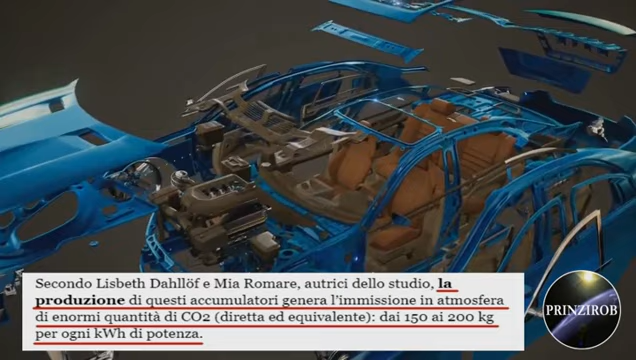 Secondo Lisbeth Dahllöf e Mia Romare, autrici dello studio, la
produzione di questi accumulatori genera l'immissione in atmosfera
di enormi quantità di CO2 (diretta ed equivalente): dai 150 ai 200 kg
per ogni kWh di potenza.
PRINZIROB